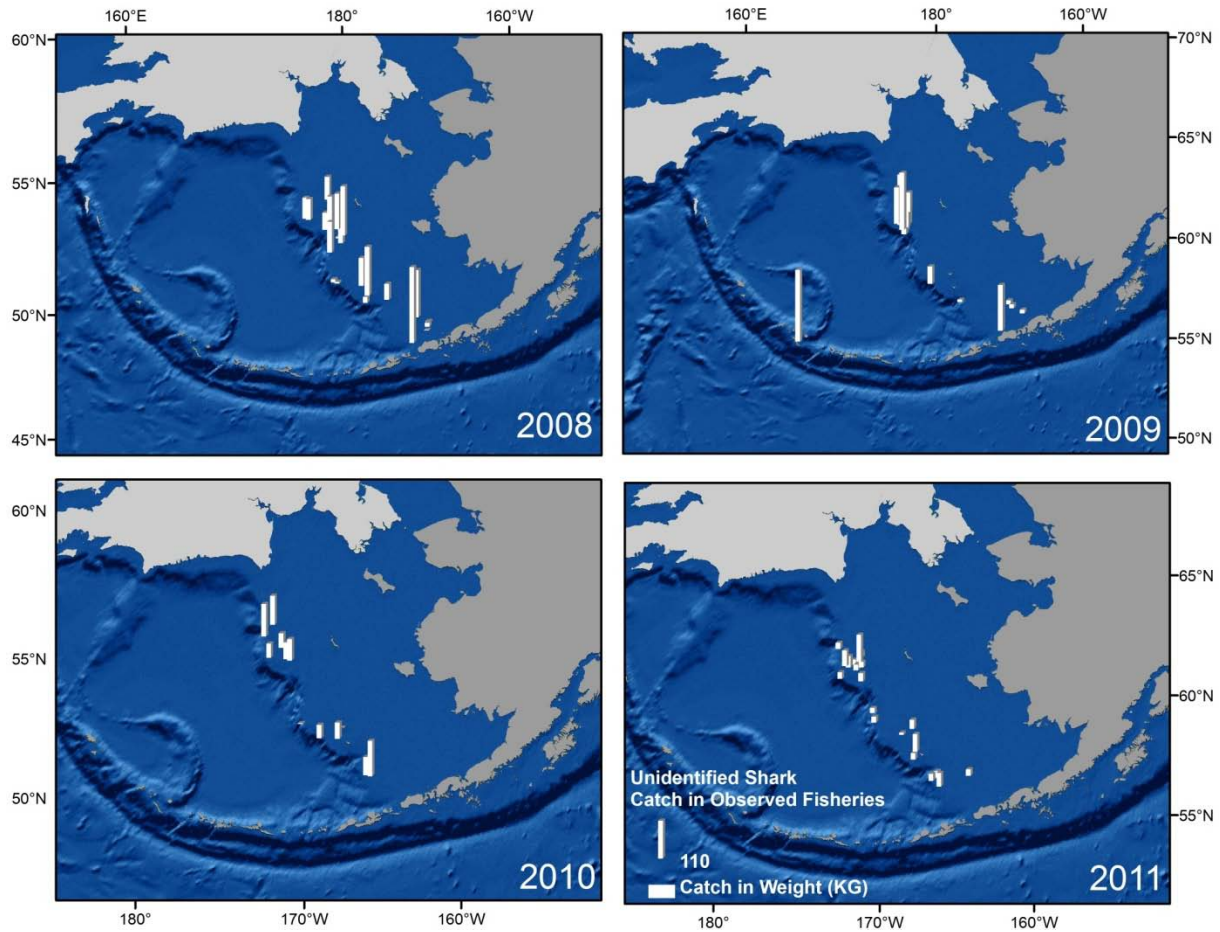 160°E 180° 160°W
160°E 180° 160°W
60°N
55°N
50°N
45°N
2008
70°N
65°N
60°N
55°N
50°N
2009
60°N
55°N
50°N
2010
180° 170°W 160°W
65°N
60°N
55°N
Unidentified Shark
Catch in Observed Fisheries
110
Catch in Weight (KG)
2011
180° 170°W 160°W